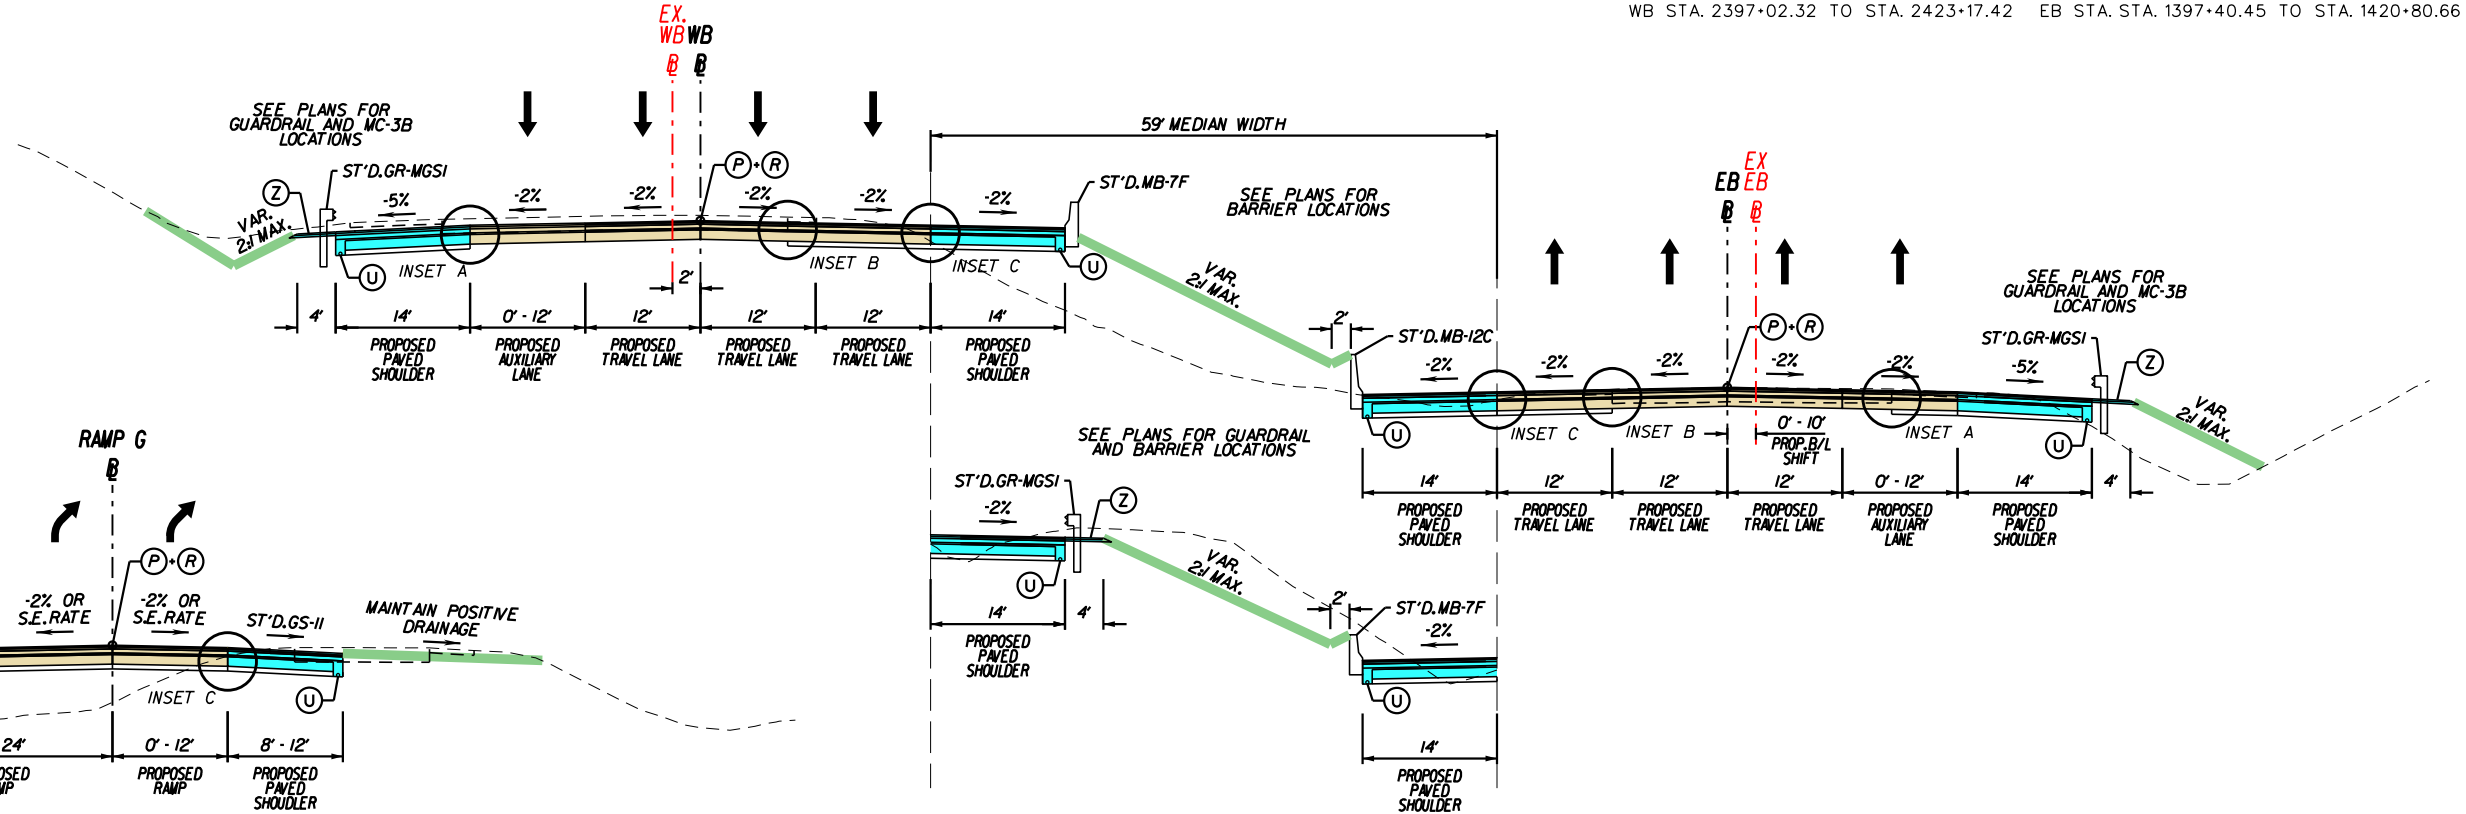 WB STA. 2397+02.32 TO STA. 2423+17.42 EB STA. STA. 1397+40.45 TO STA. 1420+80.66
EX.
WB WB
SEE PLANS FOR
GUARDRAIL AND MC-3B
LOCATIONS
59' MEDIAN WIDTH
ST'D. GR-MGS1
P + R
ST'D. MB-7F
SEE PLANS FOR
BARRIER LOCATIONS
Z
-5% -2% -2% -2% -2% -2%
VAR.
2:1 MAX.
INSET A
U
INSET B
INSET C
U
2'
4' 14' 0' - 12' 12' 12' 12' 14'
PROPOSED
PAVED
SHOULDER
PROPOSED
AUXILIARY
LANE
PROPOSED
TRAVEL LANE
PROPOSED
TRAVEL LANE
PROPOSED
TRAVEL LANE
PROPOSED
PAVED
SHOULDER
VAR.
2:1 MAX.
2'
ST'D. MB-12C
EX
EB EB
SEE PLANS FOR
GUARDRAIL AND MC-3B
LOCATIONS
P + R
ST'D. GR-MGS1
Z
-2% -2% -2% -2% -2% -5%
VAR.
2:1 MAX.
U
INSET C
INSET B
0' - 10'
PROP. B/L
SHIFT
INSET A
U
14' 12' 12' 12' 0' - 12' 14' 4'
PROPOSED
PAVED
SHOULDER
PROPOSED
TRAVEL LANE
PROPOSED
TRAVEL LANE
PROPOSED
TRAVEL LANE
PROPOSED
AUXILIARY
LANE
PROPOSED
PAVED
SHOULDER
SEE PLANS FOR GUARDRAIL
AND BARRIER LOCATIONS
ST'D. GR-MGS1
Z
-2%
U
14' 4'
PROPOSED
PAVED
SHOULDER
VAR.
2:1 MAX.
2'
ST'D. MB-7F
-2%
U
14'
PROPOSED
PAVED
SHOULDER
RAMP G
P + R
-2% OR
S.E. RATE
-2% OR
S.E. RATE
ST'D. GS-11
MAINTAIN POSITIVE
DRAINAGE
INSET C
U
24' 0' - 12' 8' - 12'
OSED
MP
PROPOSED
RAMP
PROPOSED
PAVED
SHOUDLER